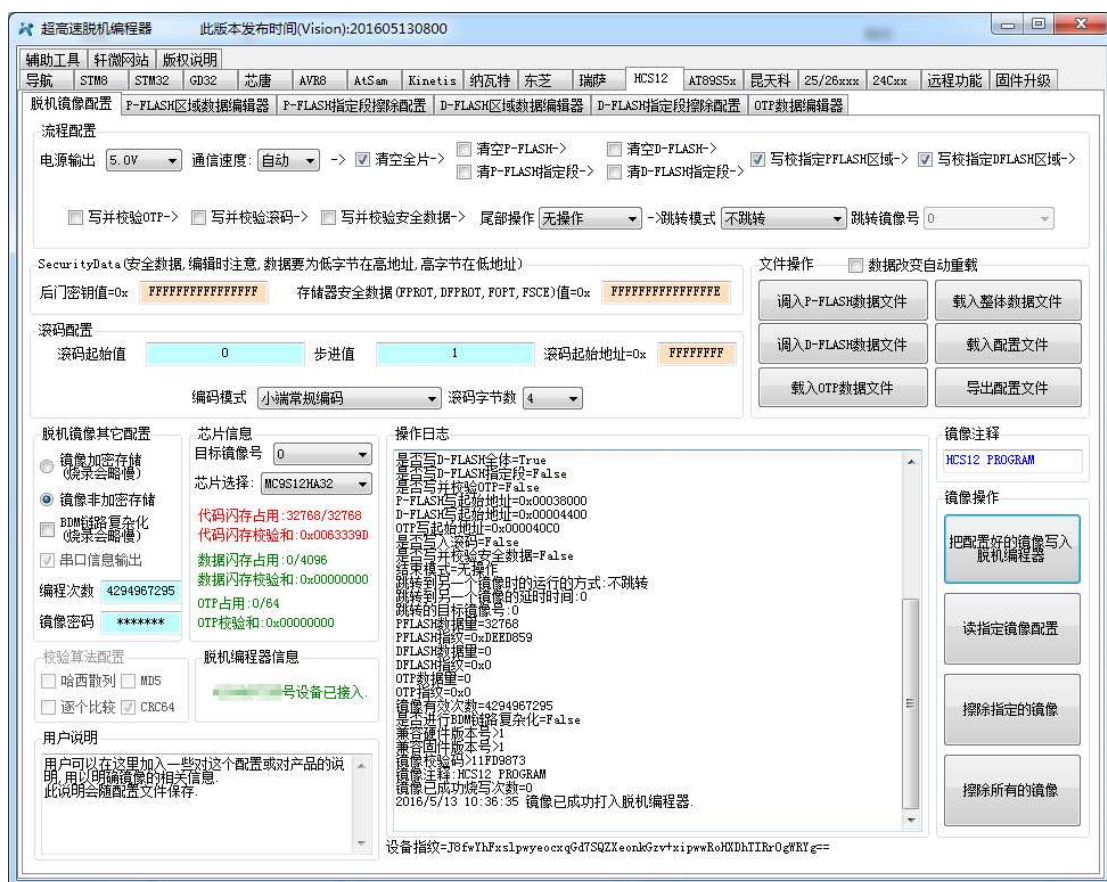 超高速脱机编程器 此版本发布时间(Vision):201605130800
辅助工具 轩微网站 版权说明
导航 STM8 STM32 GD32 芯唐 AVR8 AtSam Kinetis 纳瓦特 东芝 瑞萨 HCS12 AT89S5x 昆天科 25/26xxx 24Cxx 远程功能 固件升级
脱机镜像配置 P-FLASH区域数据编辑器 P-FLASH指定段擦除配置 D-FLASH区域数据编辑器 D-FLASH指定段擦除配置 OTP数据编辑器
流程配置
电源输出 5.0V 通信速度: 自动 -> 清空全片-> 清空P-FLASH-> 清空D-FLASH-> 写校指定PFLASH区域-> 写校指定DFLASH区域->
清P-FLASH指定段-> 清D-FLASH指定段->
写并校验OTP-> 写并校验滚码-> 写并校验安全数据-> 尾部操作 无操作 ->跳转模式 不跳转 跳转镜像号 0
SecurityData(安全数据,编辑时注意,数据要为低字节在高地址,高字节在低地址)
后门密钥值=0x FFFFFFFFFFFFFFFF 存储器安全数据(FPROT,DFPROT,FOPT,FSCE)值=0x FFFFFFFFFFFFFFFE
滚码配置
滚码起始值 0 步进值 1 滚码起始地址=0x FFFFFFFF
编码模式 小端常规编码 滚码字节数 4
文件操作 数据改变自动重载
调入P-FLASH数据文件 载入整体数据文件
调入D-FLASH数据文件 载入配置文件
载入OTP数据文件 导出配置文件
脱机镜像其它配置
镜像加密存储
(烧录会略慢)
镜像非加密存储
BDM链路复杂化
(烧录会略慢)
串口信息输出
编程次数 4294967295
镜像密码 *******
芯片信息
目标镜像号 0
芯片选择: MC9S12HA32
代码闪存占用:32768/32768
代码闪存校验和:0x0063339D
数据闪存占用:0/4096
数据闪存校验和:0x00000000
OTP占用:0/64
OTP校验和:0x00000000
校验算法配置
哈西散列 MD5
逐个比较 CRC64
脱机编程器信息
号设备已接入.
用户说明
用户可以在这里加入一些对这个配置或对产品的说
明,用以明确镜像的相关信息.
此说明会随配置文件保存.
操作日志
是否写D-FLASH全体=True
是否写D-FLASH指定段=False
是否写并校验OTP=False
P-FLASH写起始地址=0x00038000
D-FLASH写起始地址=0x00004400
OTP写起始地址=0x000040C0
是否写入滚码=False
是否写并校验安全数据=False
结束模式=无操作
跳转到另一个镜像时的运行的方式:不跳转
跳转到另一个镜像的延时时间:0
跳转的目标镜像号:0
PFLASH数据量=32768
PFLASH指纹=0xDEED859
DFLASH数据量=0
DFLASH指纹=0x0
OTP数据量=0
OTP指纹=0x0
镜像有效次数=4294967295
是否进行BDM链路复杂化=False
兼容硬件版本号>1
兼容固件版本号>1
镜像校验码>11FD9873
镜像注释:HCS12 PROGRAM
镜像已成功烧写次数=0
2016/5/13 10:36:35 镜像已成功打入脱机编程器.
设备指纹=J8fwYhFxslpwyeocxqGd7SQZXeonkGzv+xipwwRoHXDhTIRrOgWRYg==
镜像注释
HCS12 PROGRAM
镜像操作
把配置好的镜像写入
脱机编程器
读指定镜像配置
擦除指定的镜像
擦除所有的镜像